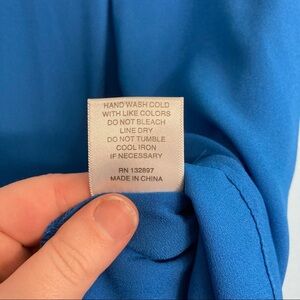 HAND WASH COLD
WITH LIKE COLORS
DO NOT BLEACH
LINE DRY
DO NOT TUMBLE
COOL IRON
IF NECESSARY
RN 132897
MADE IN CHINA